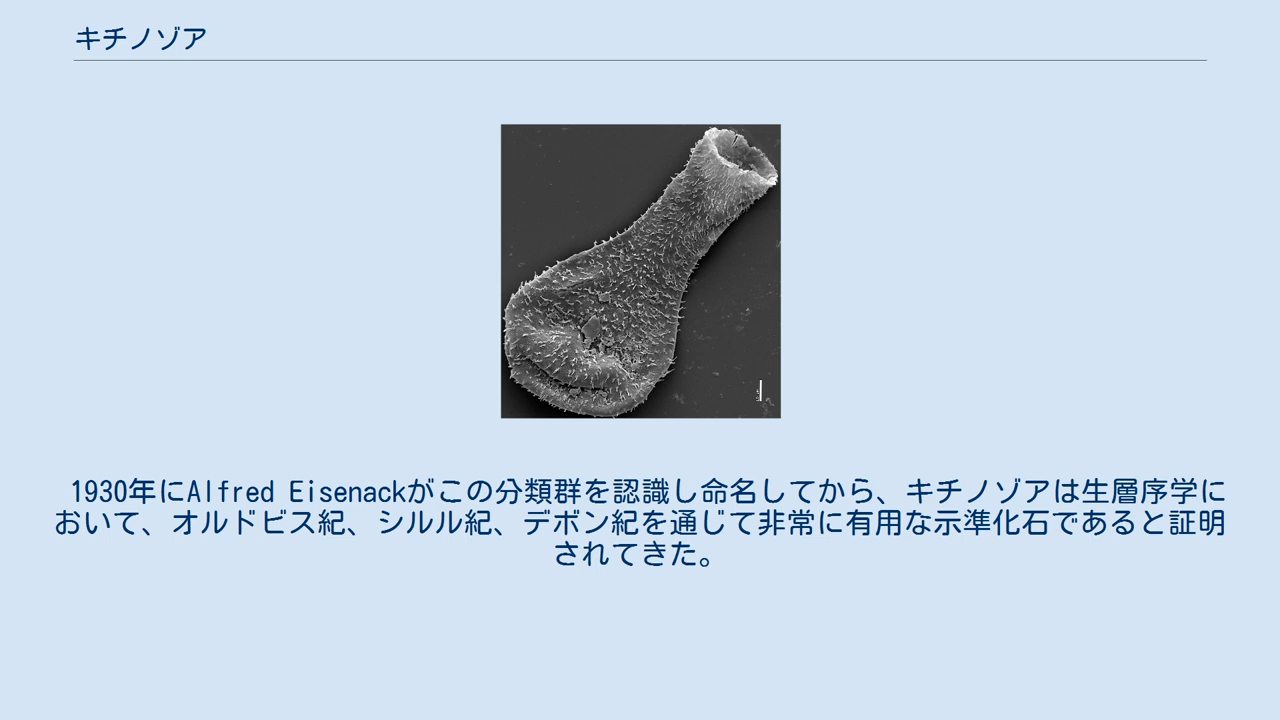 キチノゾア
1930年にAlfred Eisenackがこの分類群を認識し命名してから、キチノゾアは生層序学に
おいて、オルドビス紀、シルル紀、デボン紀を通じて非常に有用な示準化石であると証明
されてきた。